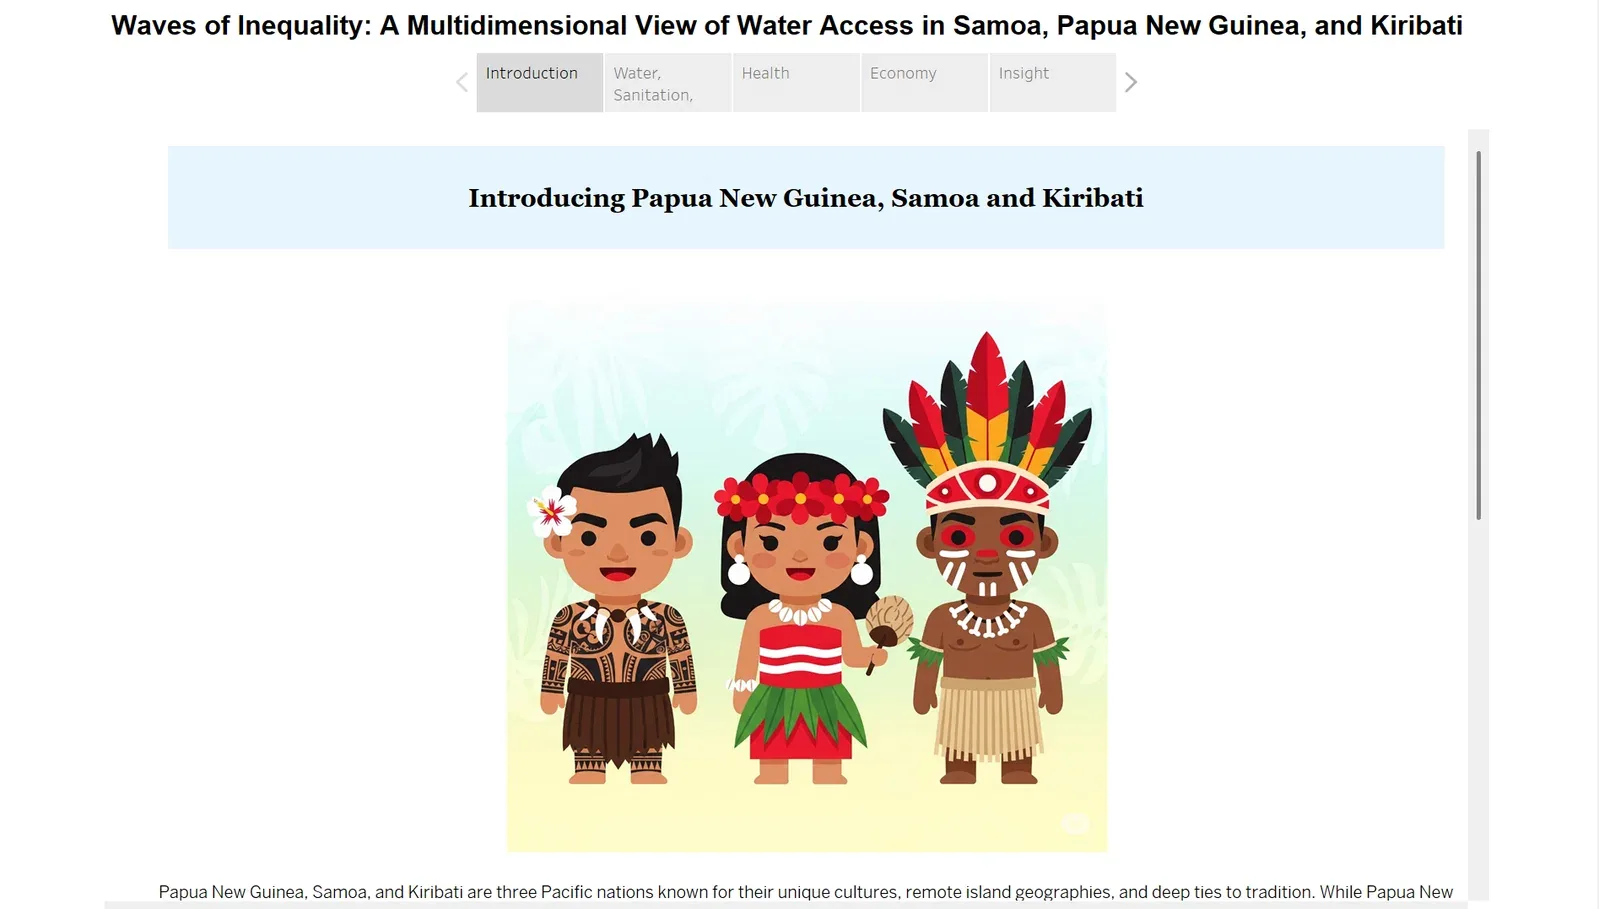 Waves of Inequality: A Multidimensional View of Water Access in Samoa, Papua New Guinea, and Kiribati
Introduction
Water,
Sanitation,
Health
Economy
Insight
Introducing Papua New Guinea, Samoa and Kiribati
Papua New Guinea, Samoa, and Kiribati are three Pacific nations known for their unique cultures, remote island geographies, and deep ties to tradition. While Papua New